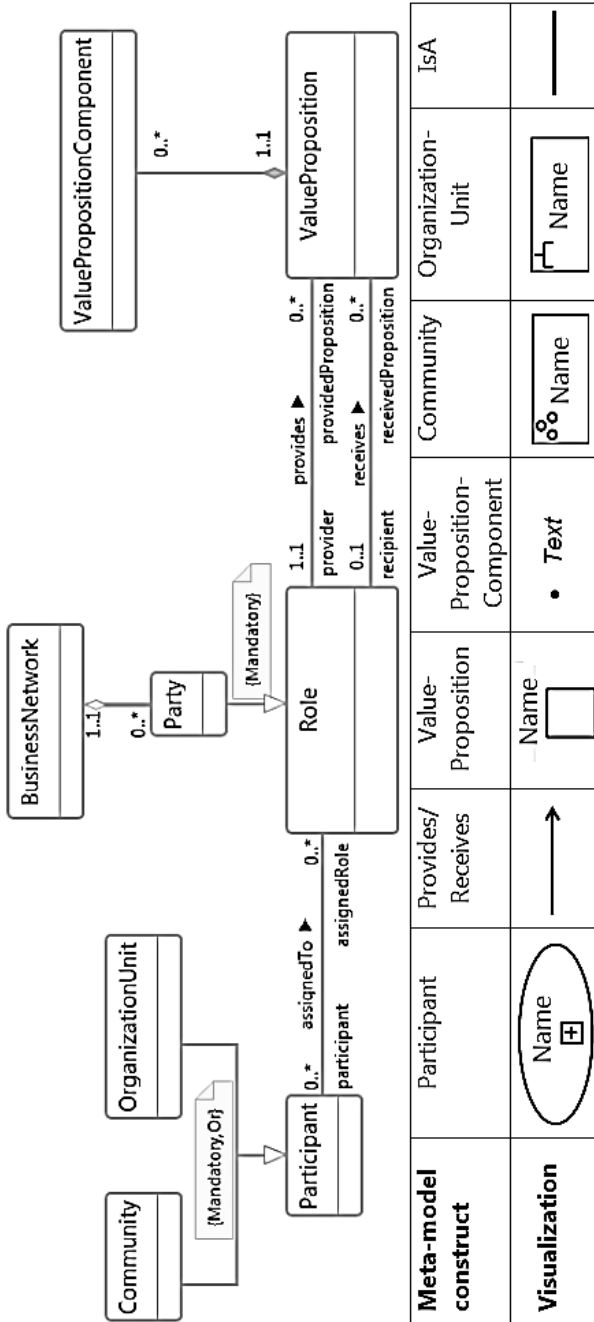 BusinessNetwork
1..1
0..*
Party
{Mandatory}
Community
OrganizationUnit
{Mandatory,Or}
Participant
0..*
assignedTo ►
0..*
participant
assignedRole
Role
1..1
provides ►
0..*
provider
providedProposition
0..1
receives ►
0..*
recipient
receivedProposition
ValuePropositionComponent
0..*
1..1
ValueProposition
Meta-model
construct
Participant
Provides/
Receives
Value-
Proposition
Value-
Proposition-
Component
Community
Organization-
Unit
IsA
Visualization
Name
Name
• Text
Name
Name